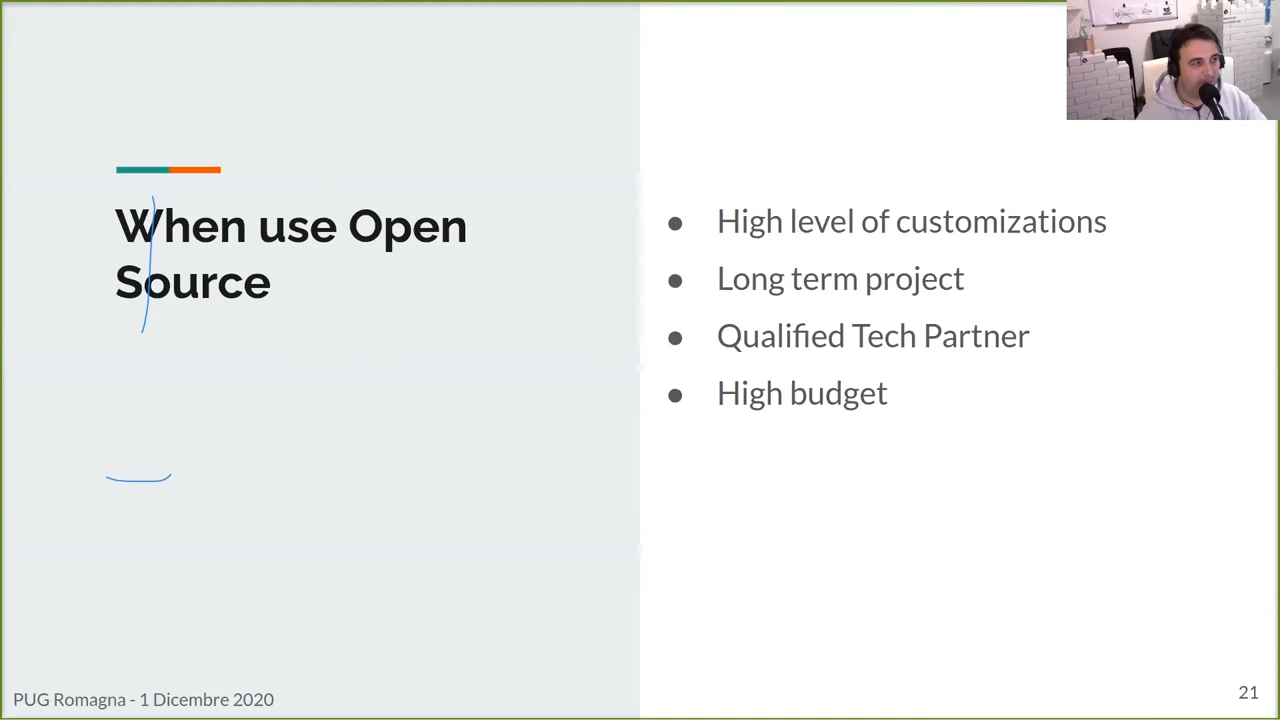 When use Open
Source
● High level of customizations
● Long term project
● Qualified Tech Partner
● High budget
PUG Romagna - 1 Dicembre 2020
21